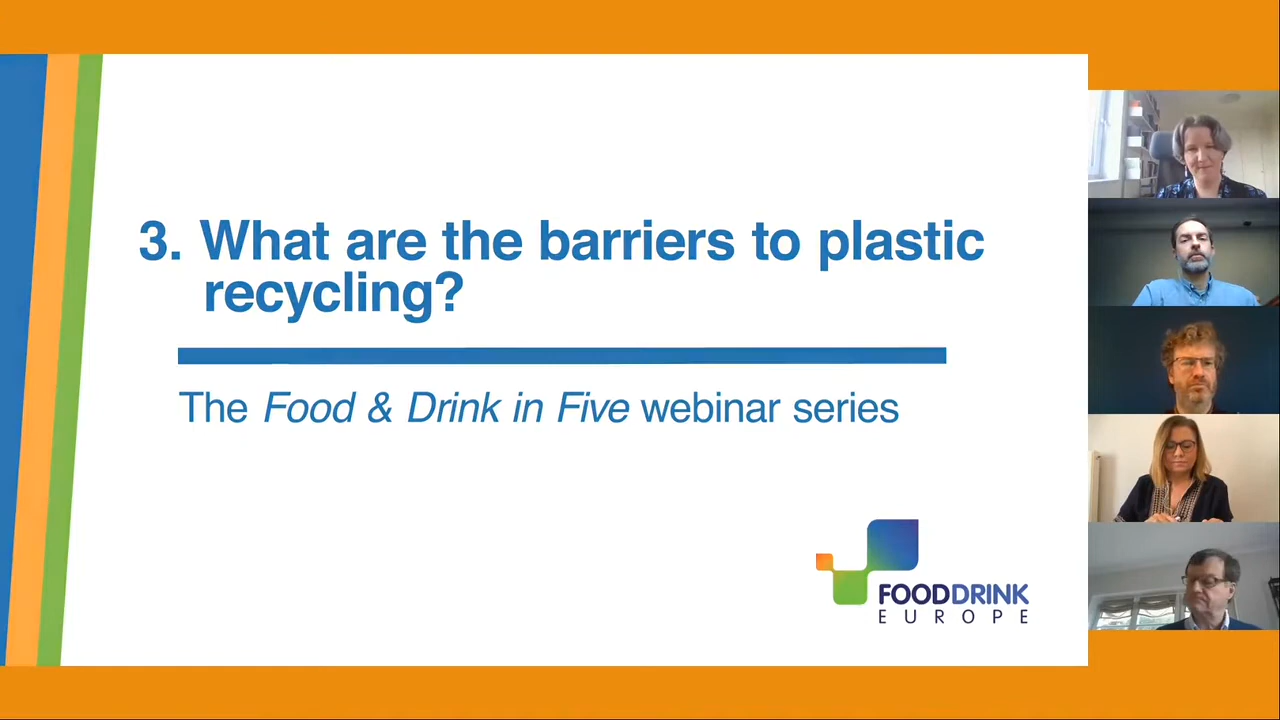 3. What are the barriers to plastic
recycling?
The Food & Drink in Five webinar series
FOODDRINK
EUROPE